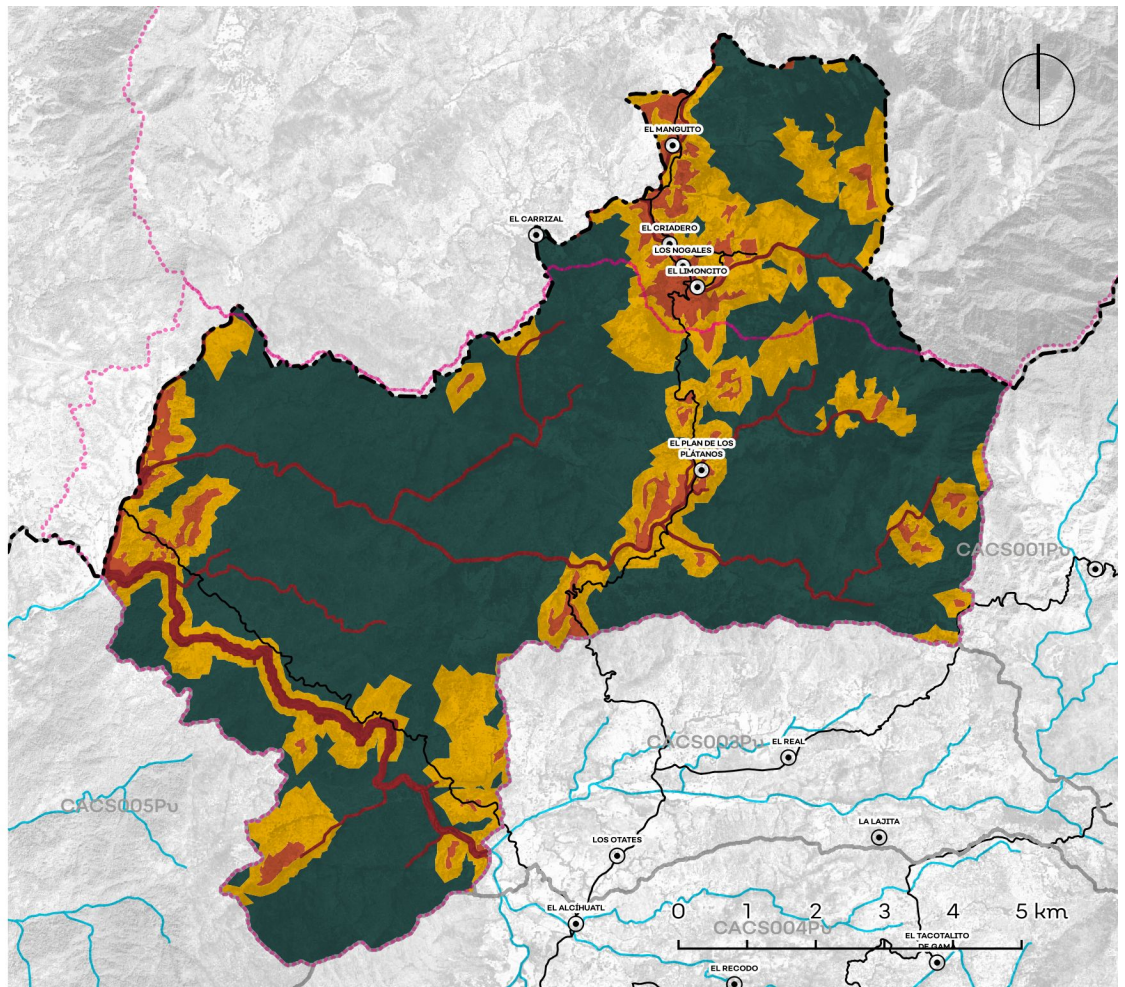 EL MANGUITO
EL CARRIZAL
EL CRIADERO
LOS NOGALES
EL LIMONCITO
EL PLAN DE LOS
PLÁTANOS
CACS001Pu
CACS003Pu
EL REAL
CACS005Pu
LA LAJITA
LOS OTATES
EL ALCÍHUATL
0 1 2 3 4 5 km
CACS004Pu
EL TACOTALITO
DE GAMA
EL RECODO